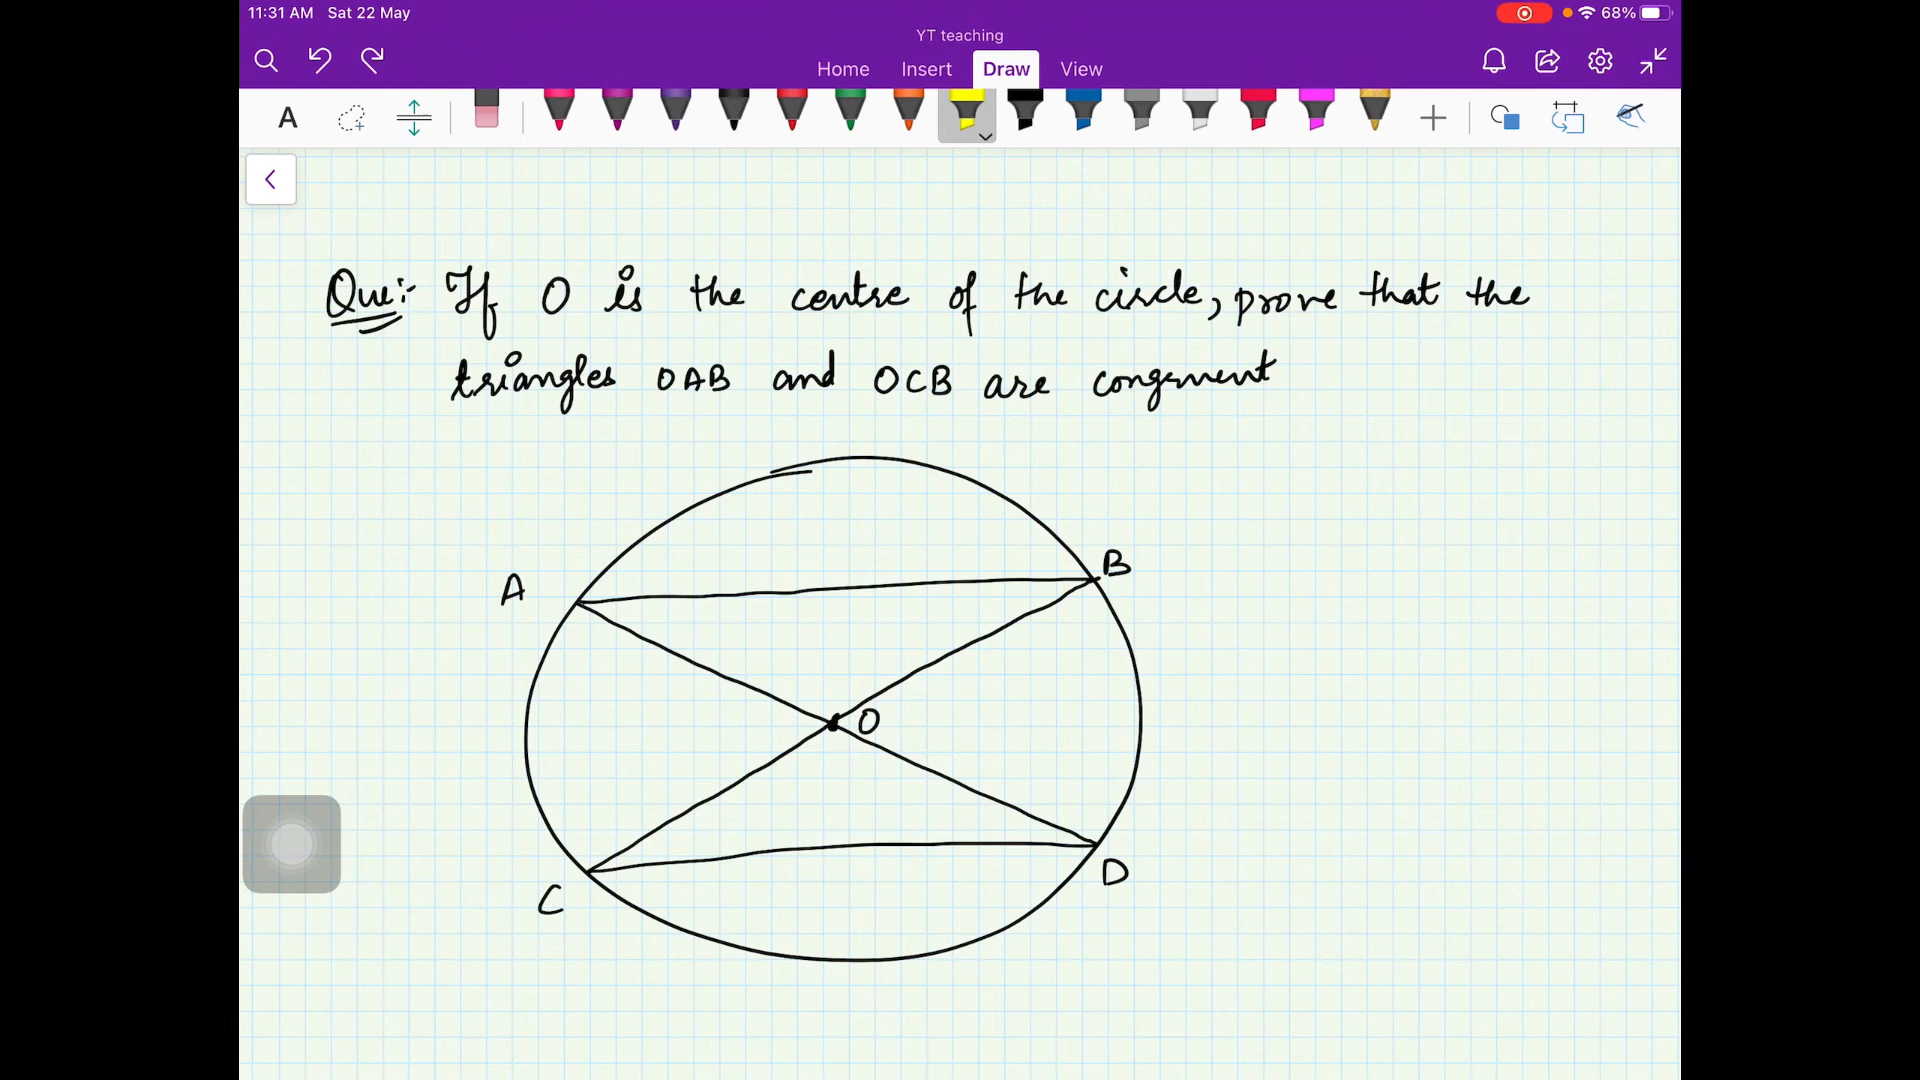 11:31 AM Sat 22 May
68%
YT teaching
Home Insert Draw View
A
Que:- If O is the centre of the circle, prove that the
triangles OAB and OCB are congruent
A
B
O
C
D